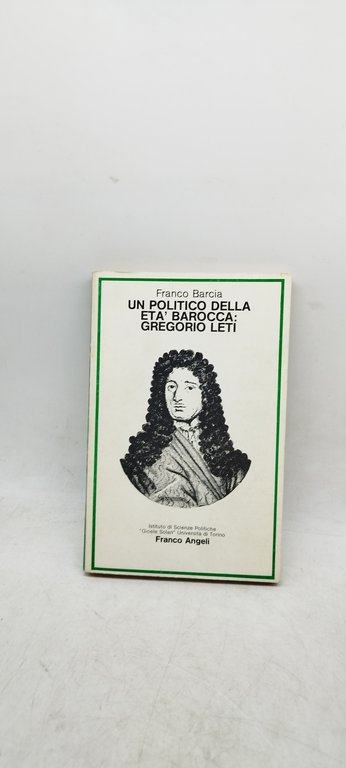 Franco Barcia
UN POLITICO DELLA
ETA' BAROCCA:
GREGORIO LETI
Istituto di Scienze Politiche
"Gioele Solari" Università di Torino
Franco Angeli